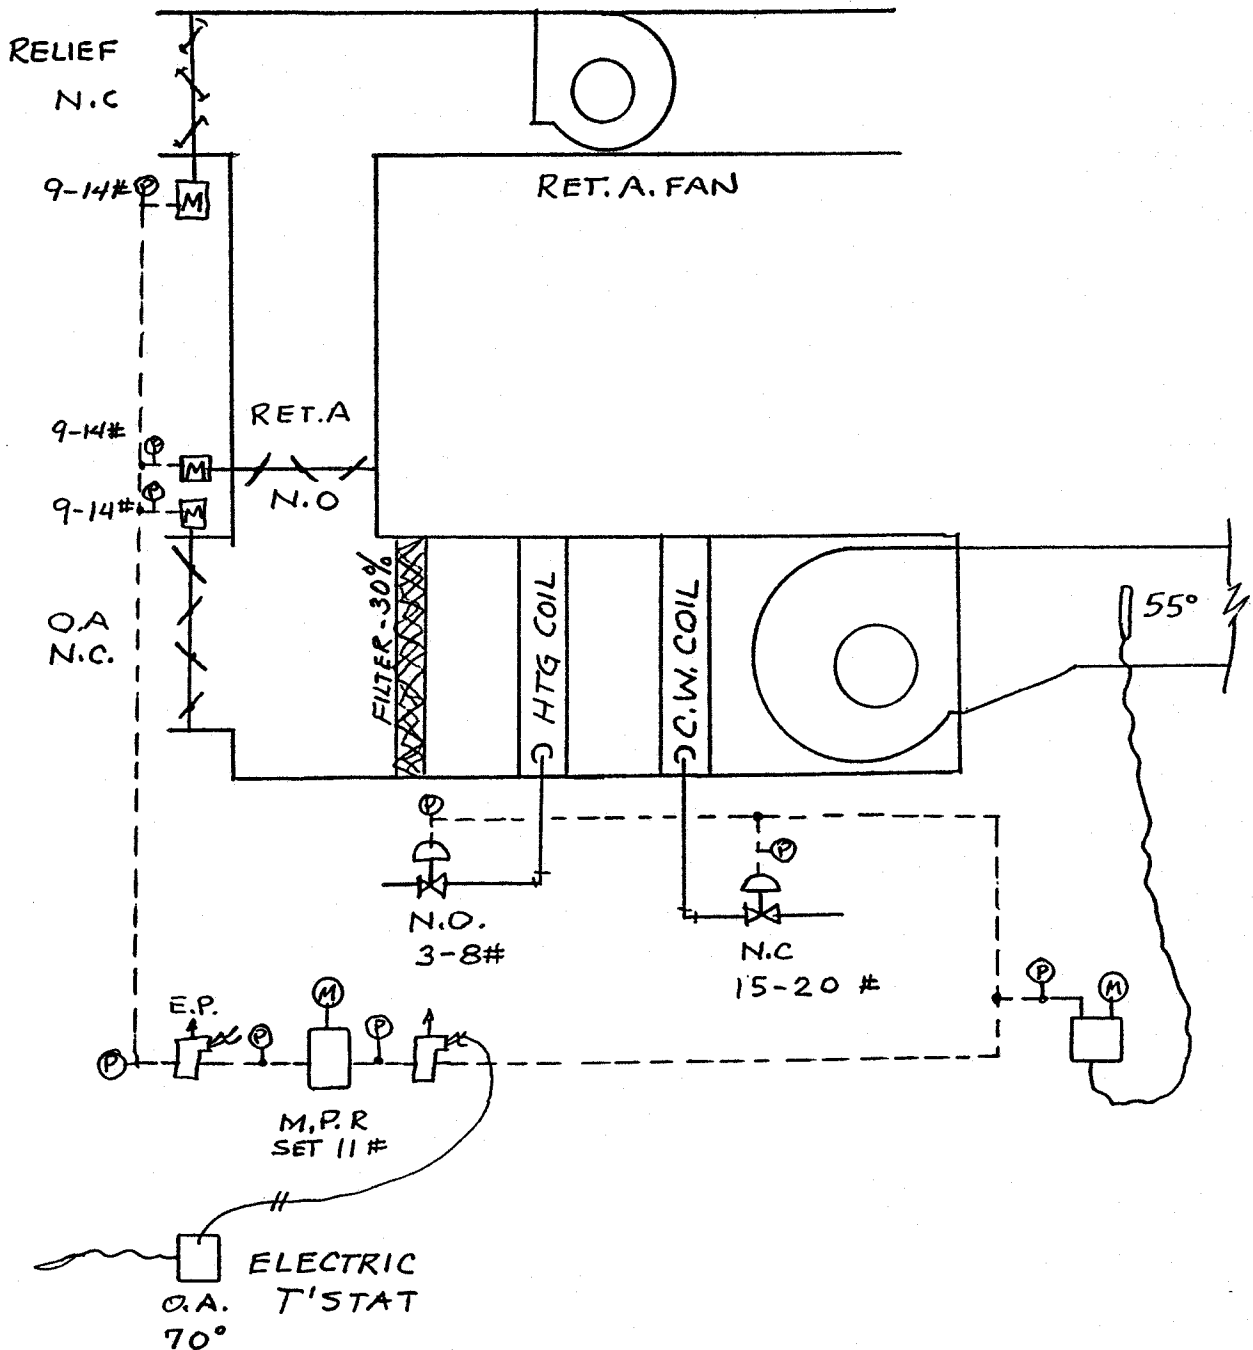 RELIEF
N.C
9-14#
P
M
RET. A. FAN
9-14#
P
M
RET. A
N.O
9-14#
P
M
O.A
N.C.
FILTER-30%
HTG COIL
C.W. COIL
55°
P
N.O.
3-8#
P
N.C
15-20 #
P
M
E.P.
P
P
M
P
M.P.R
SET 11#
ELECTRIC
T'STAT
O.A.
70°